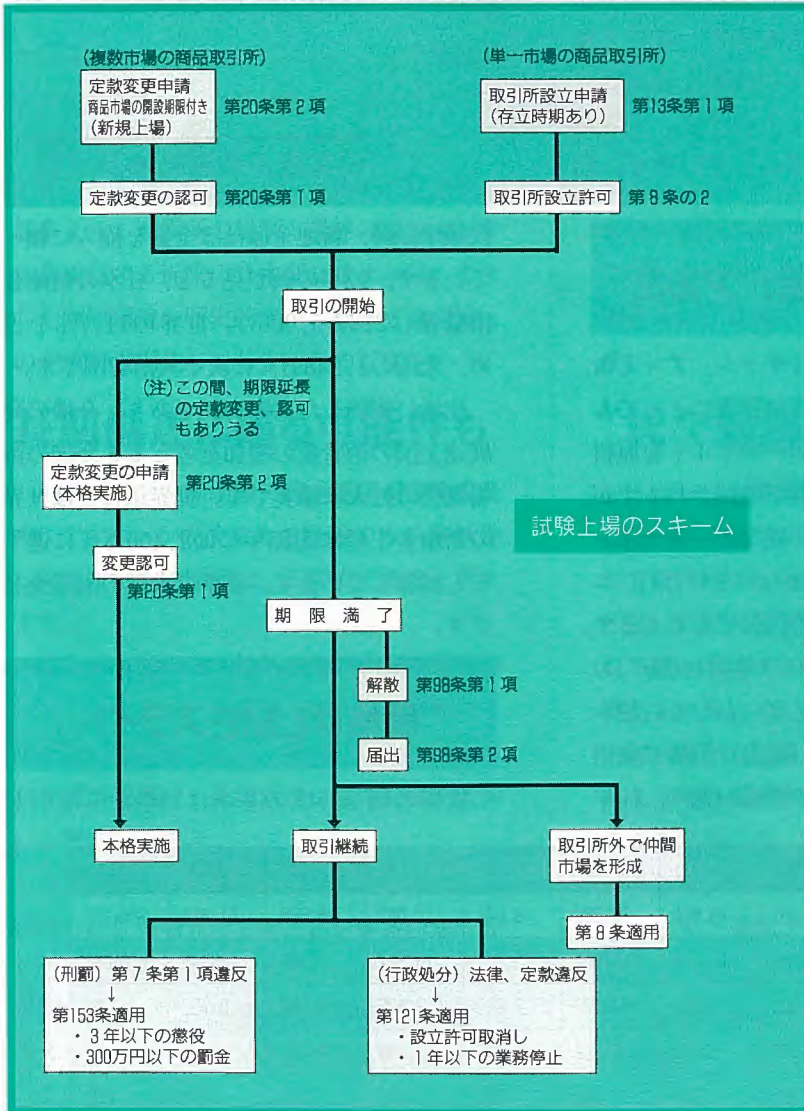 (複数市場の商品取引所)
定款変更申請
商品市場の開設期限付き
(新規上場)
第20条第2項
定款変更の認可
第20条第1項
(単一市場の商品取引所)
取引所設立申請
(存立時期あり)
第13条第1項
取引所設立許可
第8条の2
取引の開始
(注)この間、期限延長
の定款変更、認可
もありうる
定款変更の申請
(本格実施)
第20条第2項
変更認可
第20条第1項
試験上場のスキーム
期限満了
解散
第98条第1項
届出
第98条第2項
本格実施
取引継続
取引所外で仲間
市場を形成
第8条適用
(刑罰)第7条第1項違反
↓
第153条適用
・3年以下の懲役
・300万円以下の罰金
(行政処分)法律、定款違反
↓
第121条適用
・設立許可取消し
・1年以下の業務停止